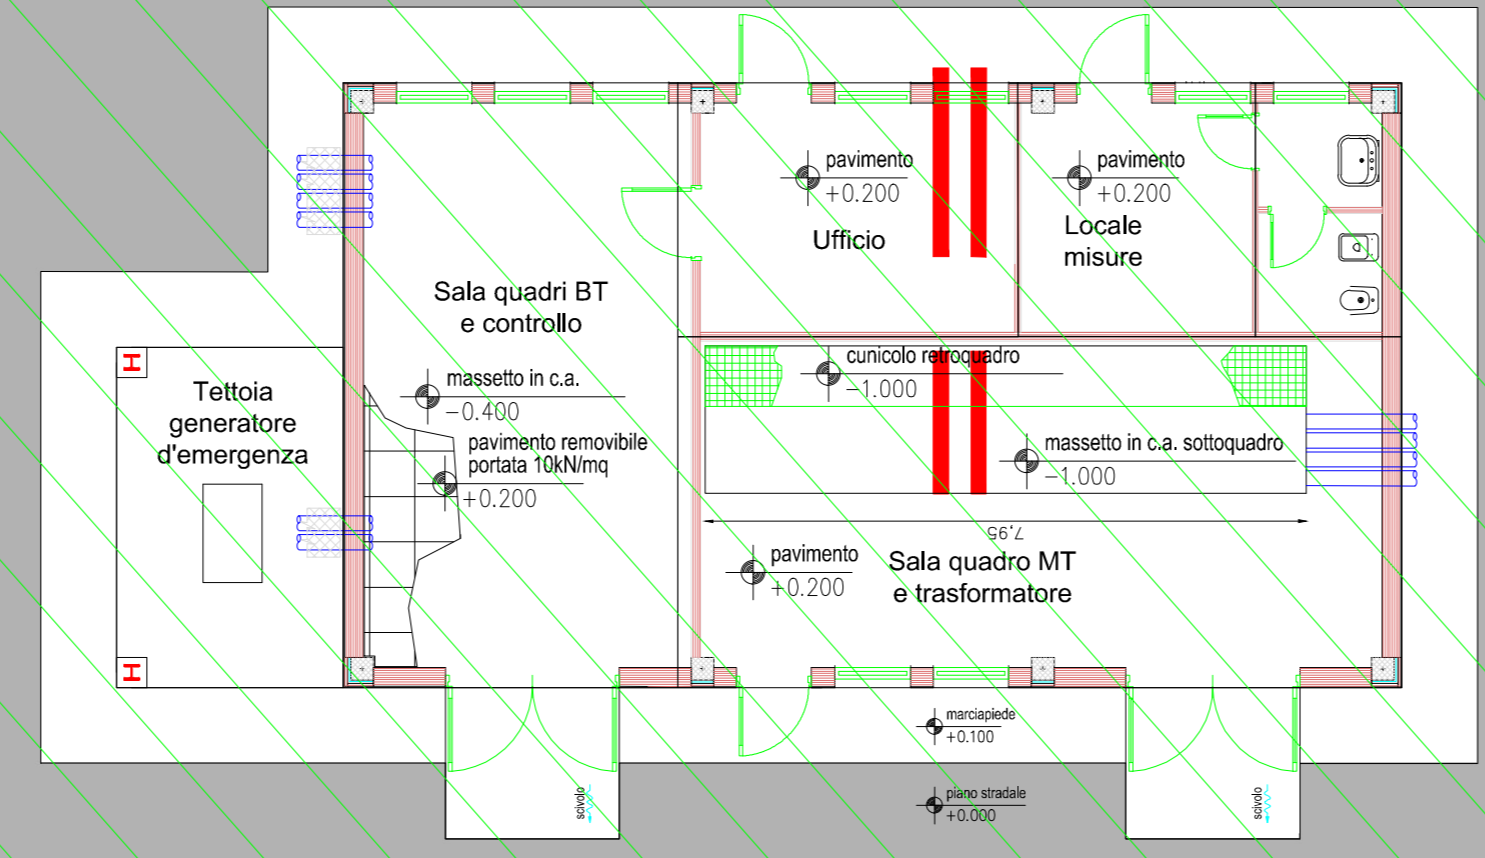 pavimento
+0.200
Ufficio
pavimento
+0.200
Locale
misure
Sala quadri BT
e controllo
massetto in c.a.
-0.400
pavimento removibile
portata 10kN/mq
+0.200
Tettoia
generatore
d'emergenza
H
H
cunicolo retroquadro
-1.000
massetto in c.a. sottoquadro
-1.000
7,95
pavimento
+0.200
Sala quadro MT
e trasformatore
marciapiede
+0.100
piano stradale
+0.000
scivolo
scivolo